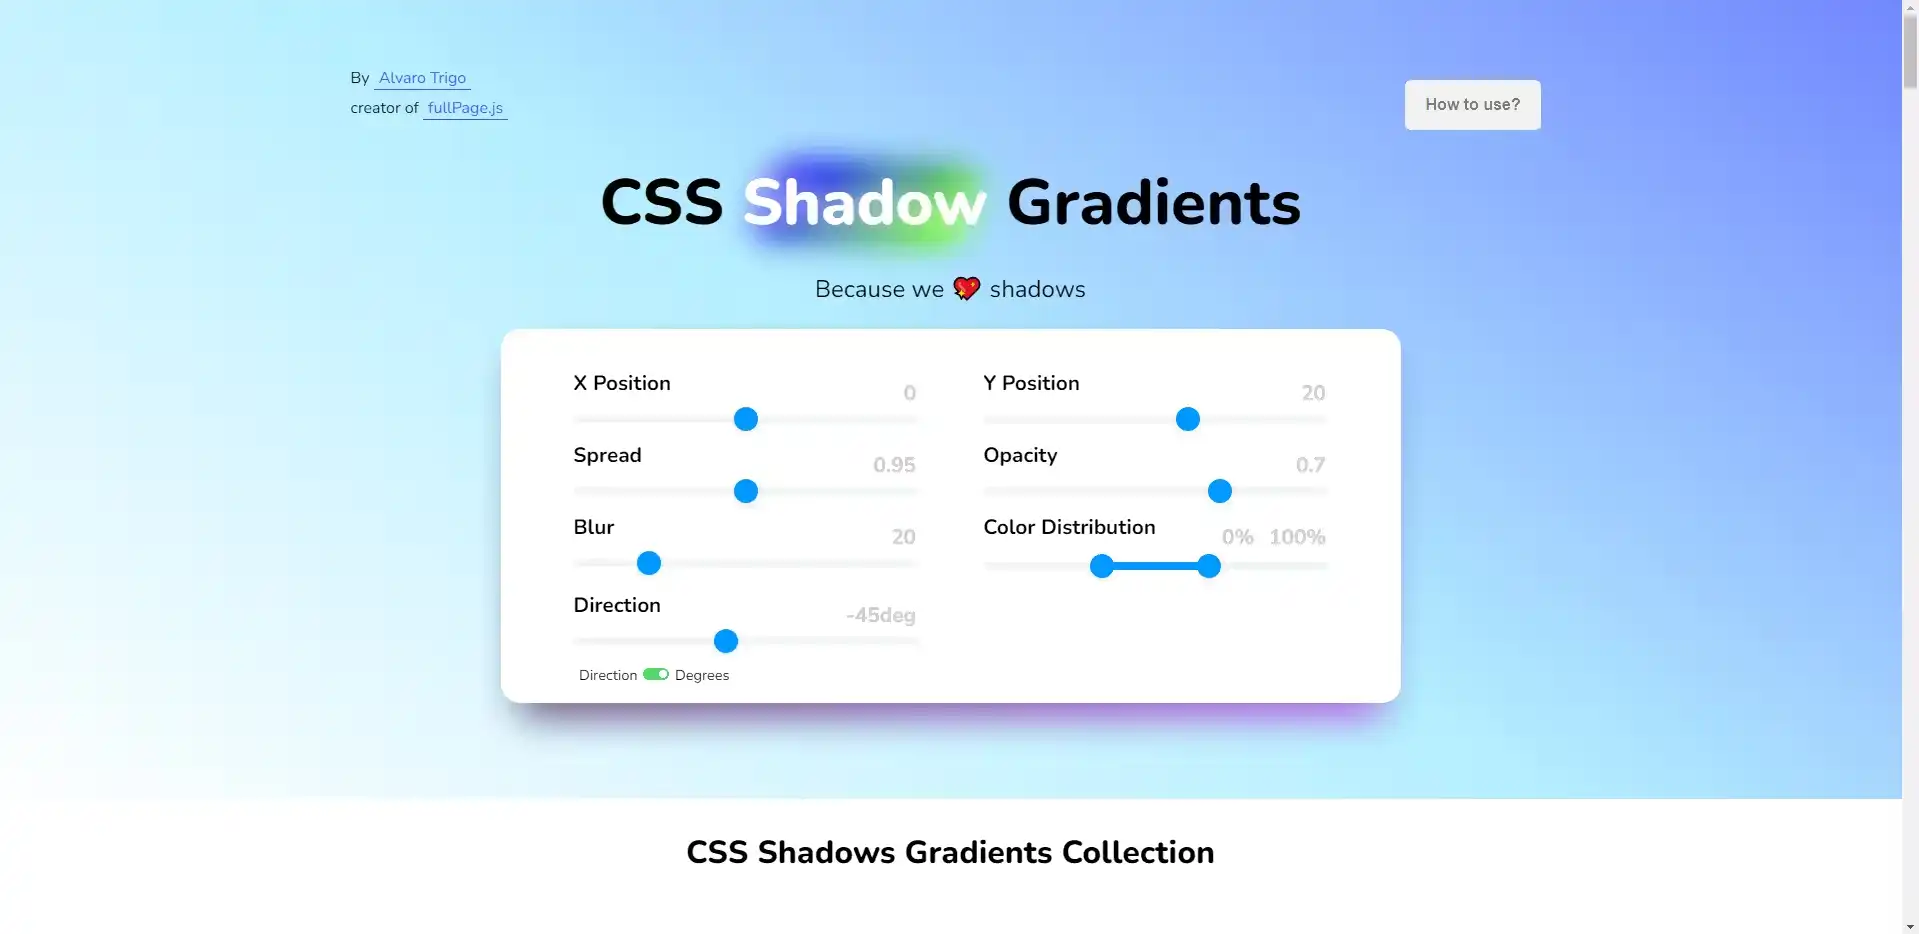 By Alvaro Trigo
creator of fullPage.js
How to use?
CSS Shadow Gradients
Because we 💖 shadows
X Position
0
Y Position
20
Spread
0.95
Opacity
0.7
Blur
20
Color Distribution
0% 100%
Direction
-45deg
Direction Degrees
CSS Shadows Gradients Collection